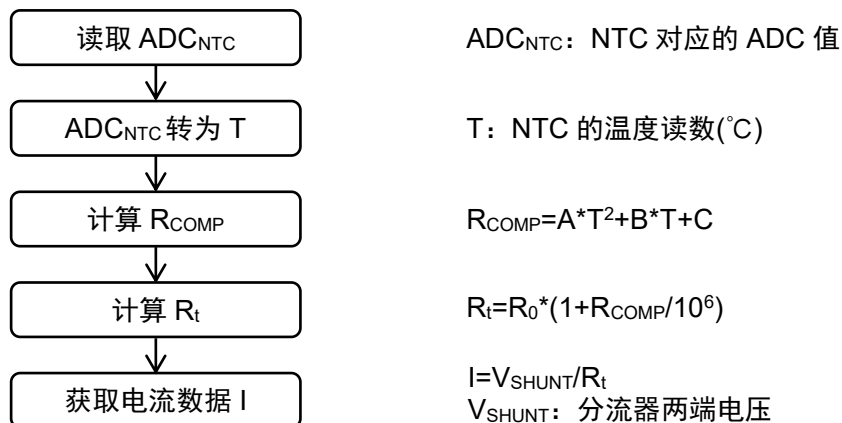 读取 ADCNTC
ADCNTC：NTC 对应的 ADC 值
ADCNTC 转为 T
T：NTC 的温度读数(℃)
计算 RCOMP
RCOMP=A*T²+B*T+C
计算 Rt
Rt=R0*(1+RCOMP/10⁶)
获取电流数据 I
I=VSHUNT/Rt
VSHUNT：分流器两端电压